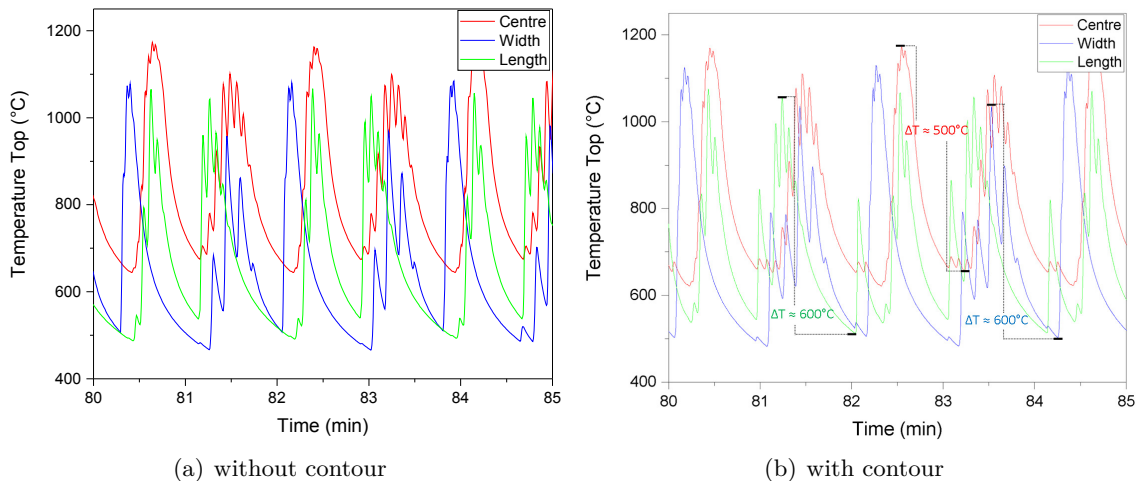 1200
1000
800
600
400
Temperature Top (°C)
Centre
Width
Length
80
81
82
83
84
85
Time (min)
(a) without contour
1200
1000
800
600
400
Temperature Top (°C)
Centre
Width
Length
ΔT ≈ 500°C
ΔT ≈ 600°C
ΔT ≈ 600°C
80
81
82
83
84
85
Time (min)
(b) with contour